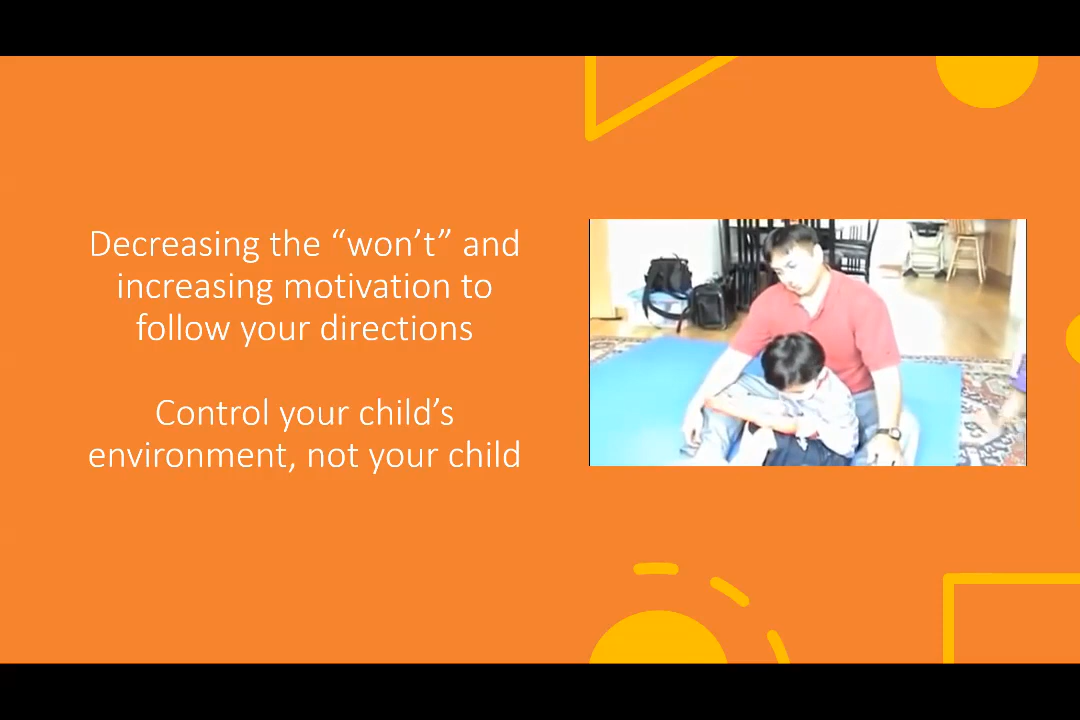 Decreasing the “won’t” and
increasing motivation to
follow your directions
Control your child’s
environment, not your child